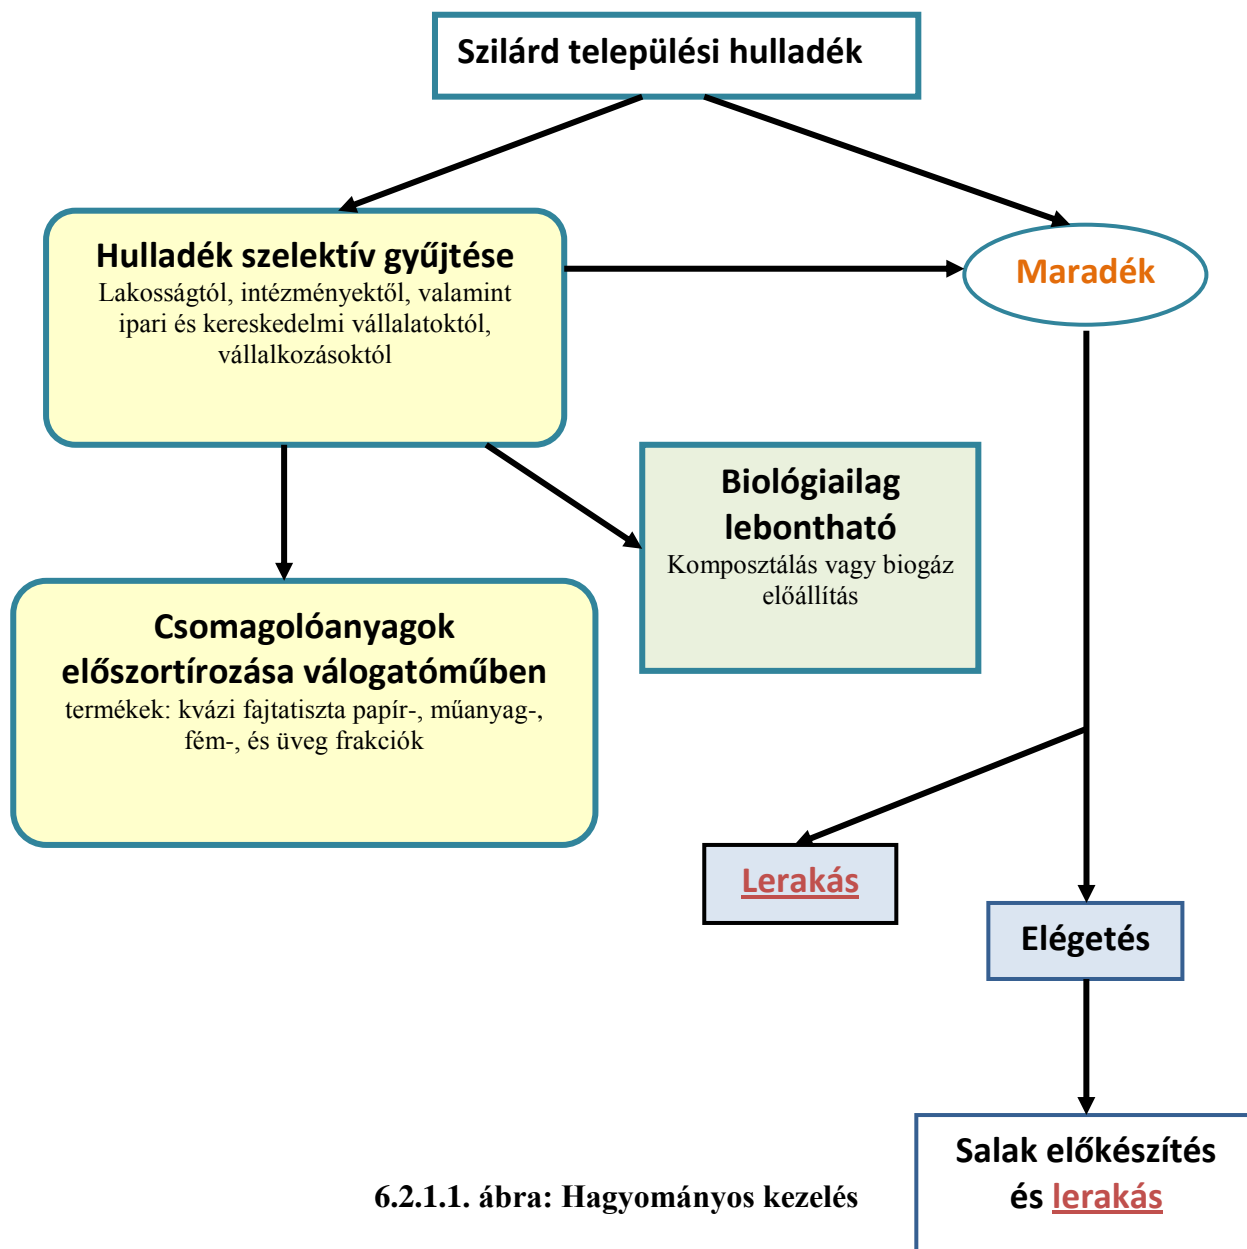 Szilárd települési hulladék
Hulladék szelektív gyűjtése
Lakosságtól, intézményektől, valamint
ipari és kereskedelmi vállalatoktól,
vállalkozásoktól
Maradék
Biológiailag
lebontható
Komposztálás vagy biogáz
előállítás
Csomagolóanyagok
előszortírozása válogatóműben
termékek: kvázi fajtatiszta papír-, műanyag-,
fém-, és üveg frakciók
Lerakás
Elégetés
Salak előkészítés
és lerakás
6.2.1.1. ábra: Hagyományos kezelés